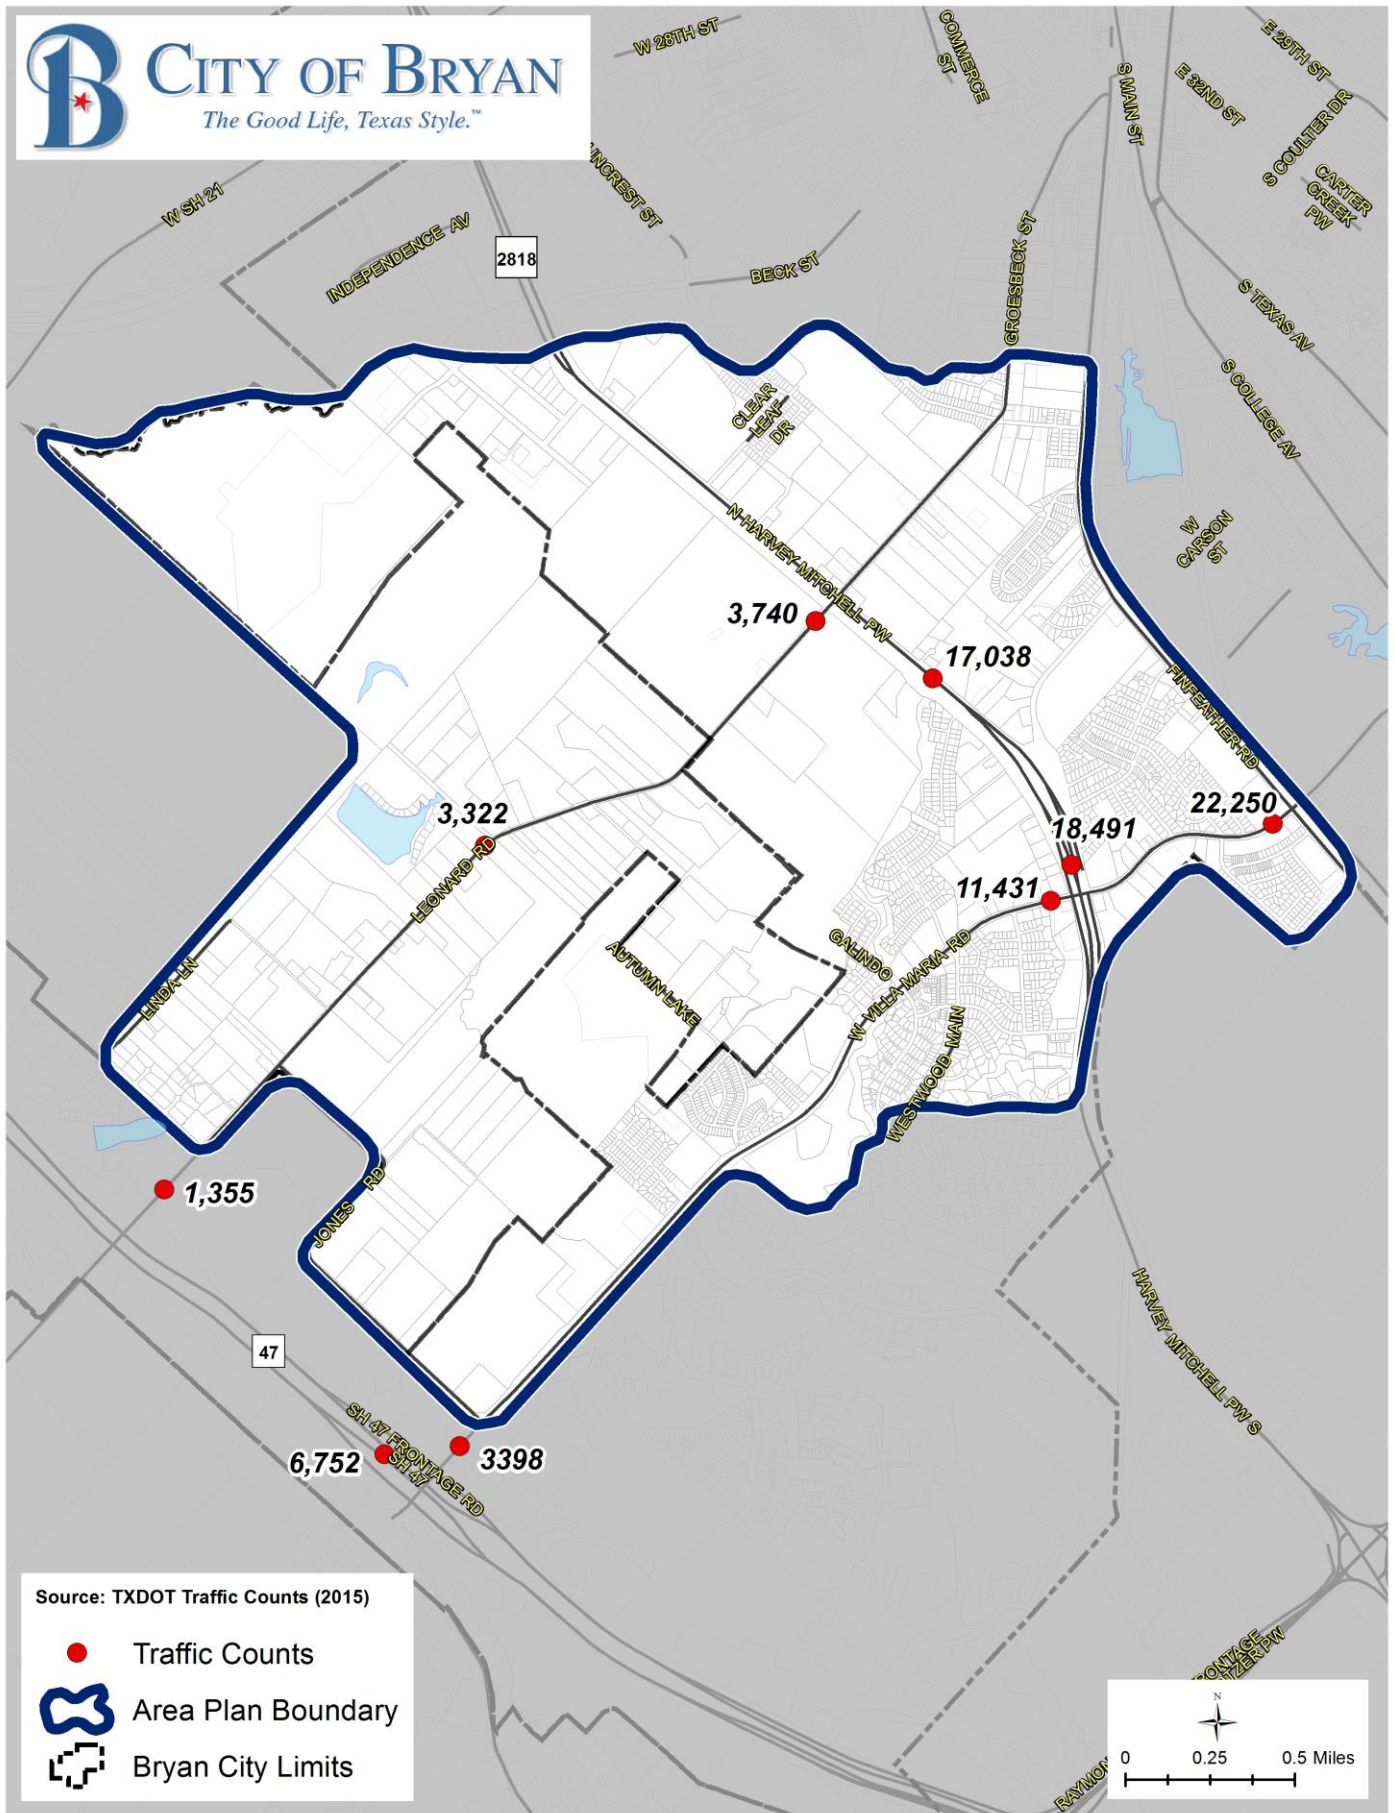 B CITY OF BRYAN
The Good Life, Texas Style.™
W 28TH ST
COMMERCE
ST
E 29TH ST
S MAIN ST
E 32ND ST
S COULTER DR
CARTER
CREEK
PW
W SH 21
INDEPENDENCE AV
2818
BECK ST
GROESBECK ST
S TEXAS AV
S COLLEGE AV
CLEAR
LEAF
DR
N HARVEY MITCHELL PW
W
CARSON
ST
3,740
17,038
FINFEATHER RD
3,322
22,250
18,491
LEONARD RD
11,431
GALINDO
AUTUMN LAKE
W VILLA MARIA RD
LINDA LN
WESTWOOD MAIN
1,355
JONES RD
HARVEY MITCHELL PW S
47
SH 47 FRONTAGE RD
SH 47
6,752
3398
Source: TXDOT Traffic Counts (2015)
Traffic Counts
Area Plan Boundary
Bryan City Limits
N
0 0.25 0.5 Miles